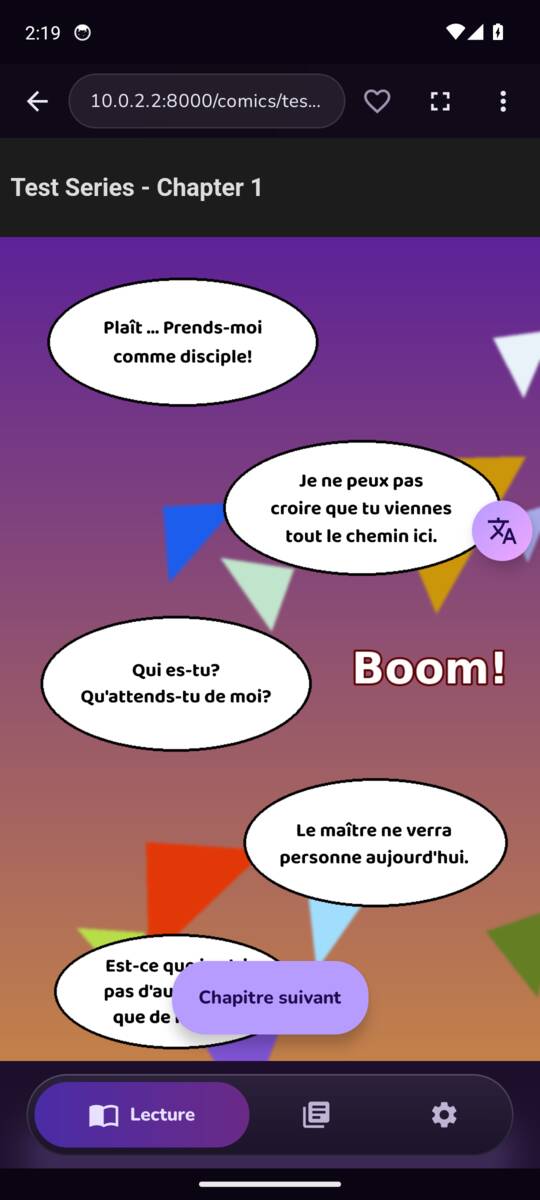 2:19
10.0.2.2:8000/comics/tes...
Test Series - Chapter 1
Plaît ... Prends-moi
comme disciple!
Je ne peux pas
croire que tu viennes
tout le chemin ici.
Qui es-tu?
Qu'attends-tu de moi?
Boom!
Le maître ne verra
personne aujourd'hui.
Est-ce que
pas
que de
Chapitre suivant
Lecture